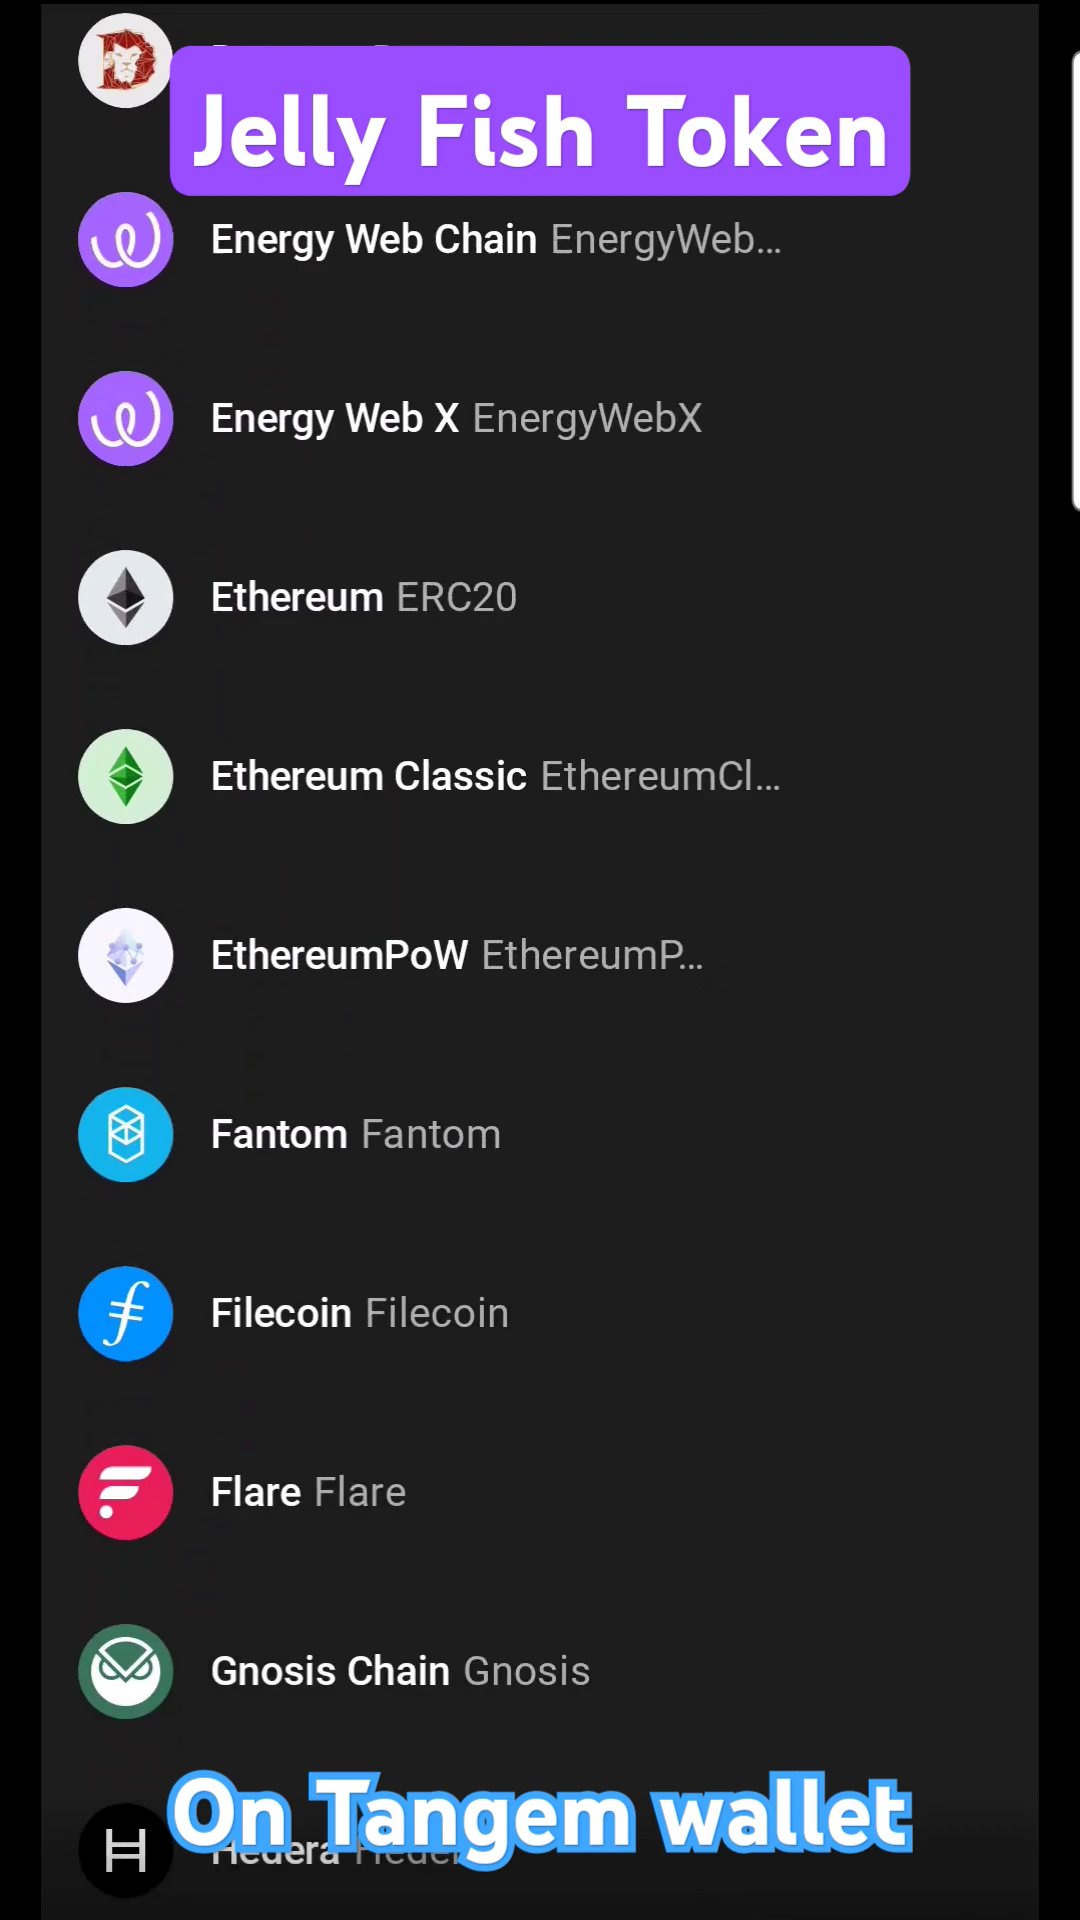 Jelly Fish Token
Energy Web Chain EnergyWeb...
Energy Web X EnergyWebX
Ethereum ERC20
Ethereum Classic EthereumCl...
EthereumPoW EthereumP...
Fantom Fantom
Filecoin Filecoin
Flare Flare
Gnosis Chain Gnosis
On Tangem wallet
Hedera